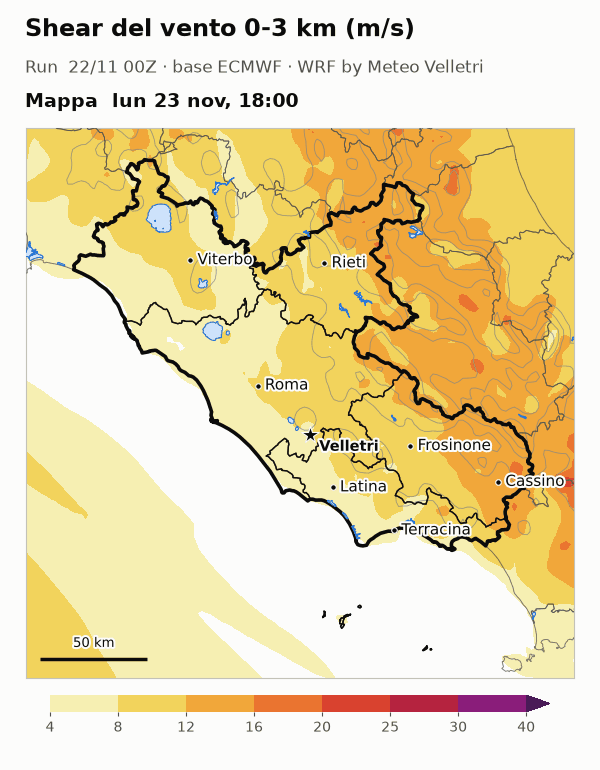 Shear del vento 0-3 km (m/s)
Run  22/11 00Z · base ECMWF · WRF by Meteo Velletri
Mappa  lun 23 nov, 18:00
Viterbo
Rieti
Roma
Velletri
Frosinone
Cassino
Latina
Terracina
50 km
4 8 12 16 20 25 30 40